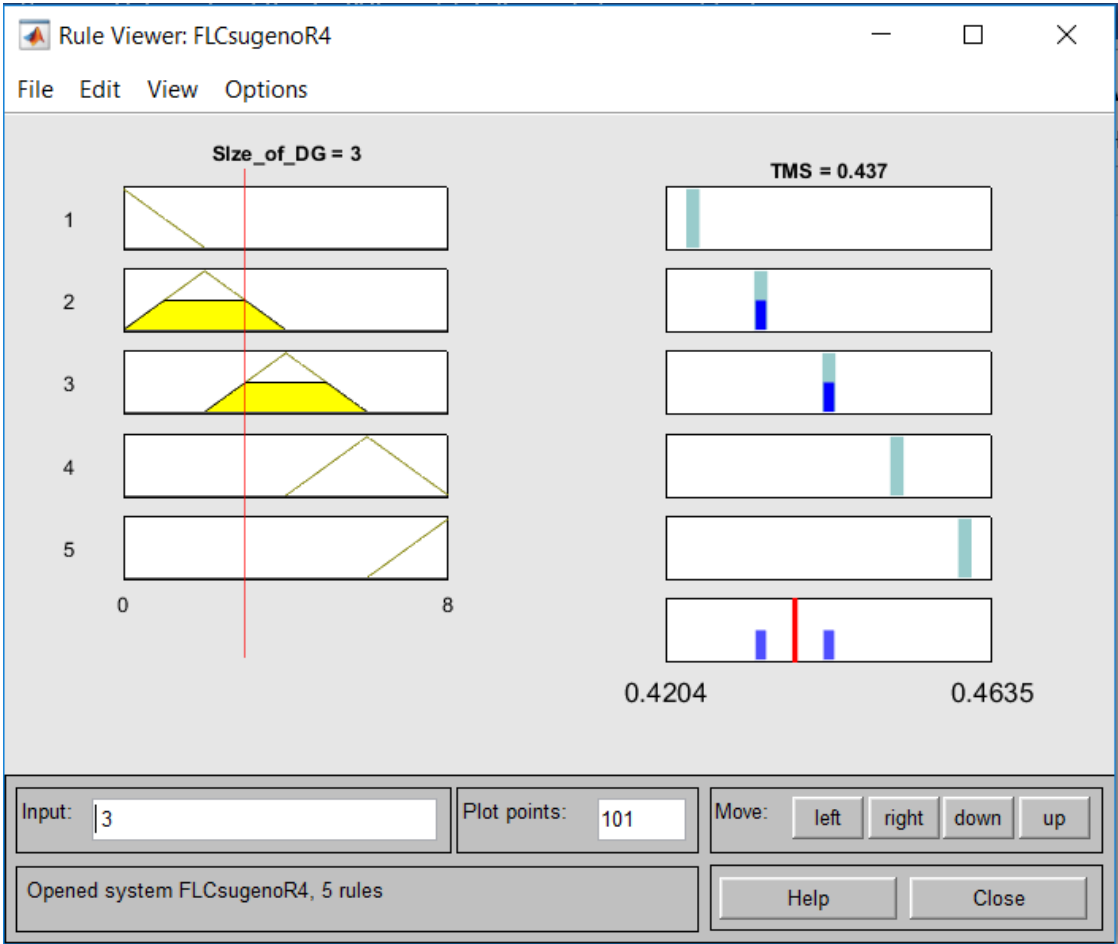 Rule Viewer: FLCsugenoR4
File Edit View Options
SIze_of_DG = 3
TMS = 0.437
1
2
3
4
5
0 8
0.4204 0.4635
Input: 3
Plot points: 101
Move: left right down up
Opened system FLCsugenoR4, 5 rules
Help Close